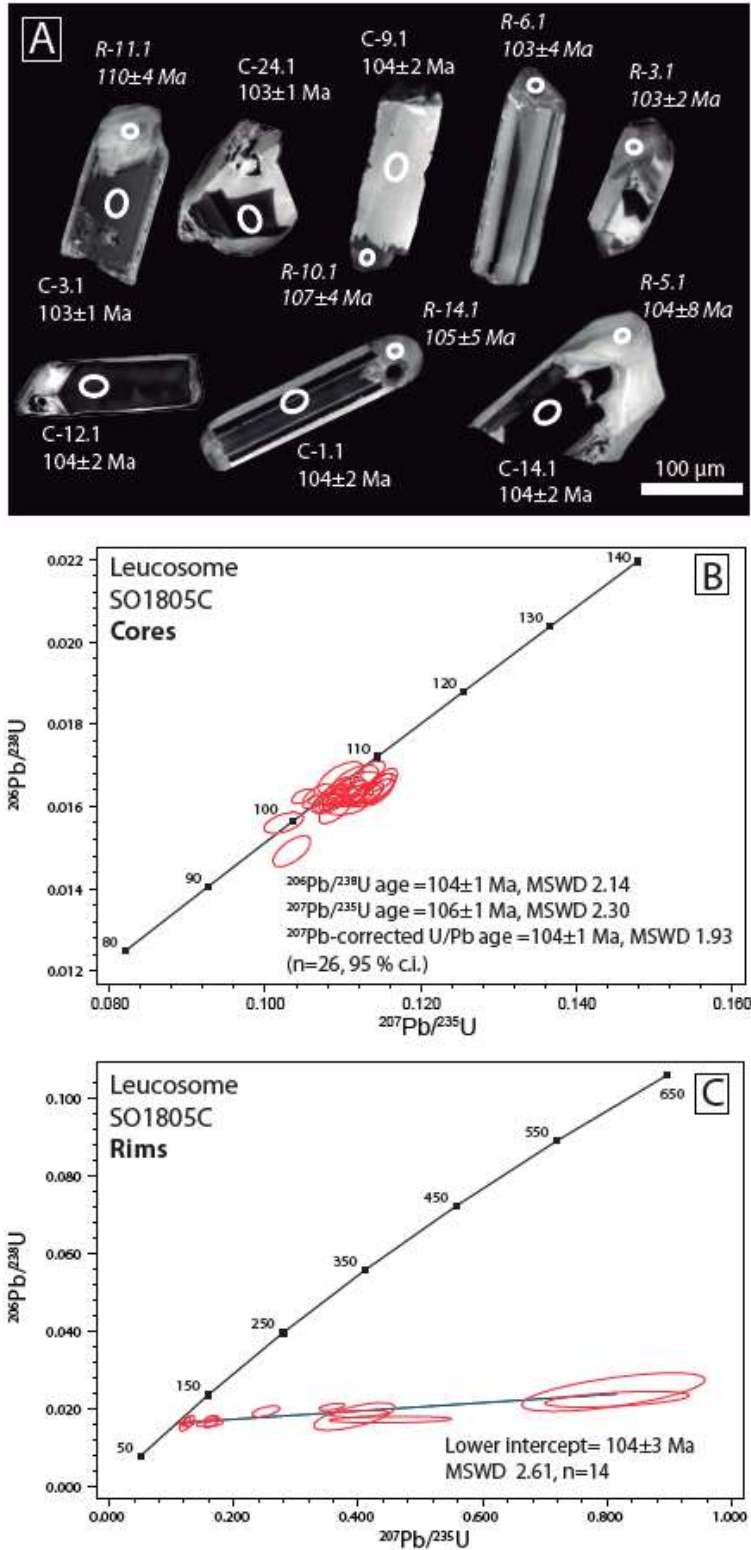 A
R-11.1
110±4 Ma
C-24.1
103±1 Ma
C-9.1
104±2 Ma
R-6.1
103±4 Ma
R-3.1
103±2 Ma
C-3.1
103±1 Ma
R-10.1
107±4 Ma
R-14.1
105±5 Ma
R-5.1
104±8 Ma
C-12.1
104±2 Ma
C-1.1
104±2 Ma
C-14.1
104±2 Ma
100 µm
B
Leucosome
SO1805C
Cores
0.022
0.020
0.018
0.016
0.014
0.012
²⁰⁶Pb/²³⁸U
140
130
120
110
100
90
80
²⁰⁶Pb/²³⁸U age =104±1 Ma, MSWD 2.14
²⁰⁷Pb/²³⁵U age =106±1 Ma, MSWD 2.30
²⁰⁷Pb-corrected U/Pb age =104±1 Ma, MSWD 1.93
(n=26, 95 % c.i.)
0.080 0.100 0.120 0.140 0.160
²⁰⁷Pb/²³⁵U
C
Leucosome
SO1805C
Rims
0.100
0.080
0.060
0.040
0.020
0.000
²⁰⁶Pb/²³⁸U
650
550
450
350
250
150
50
Lower intercept= 104±3 Ma
MSWD 2.61, n=14
0.000 0.200 0.400 0.600 0.800 1.000
²⁰⁷Pb/²³⁵U